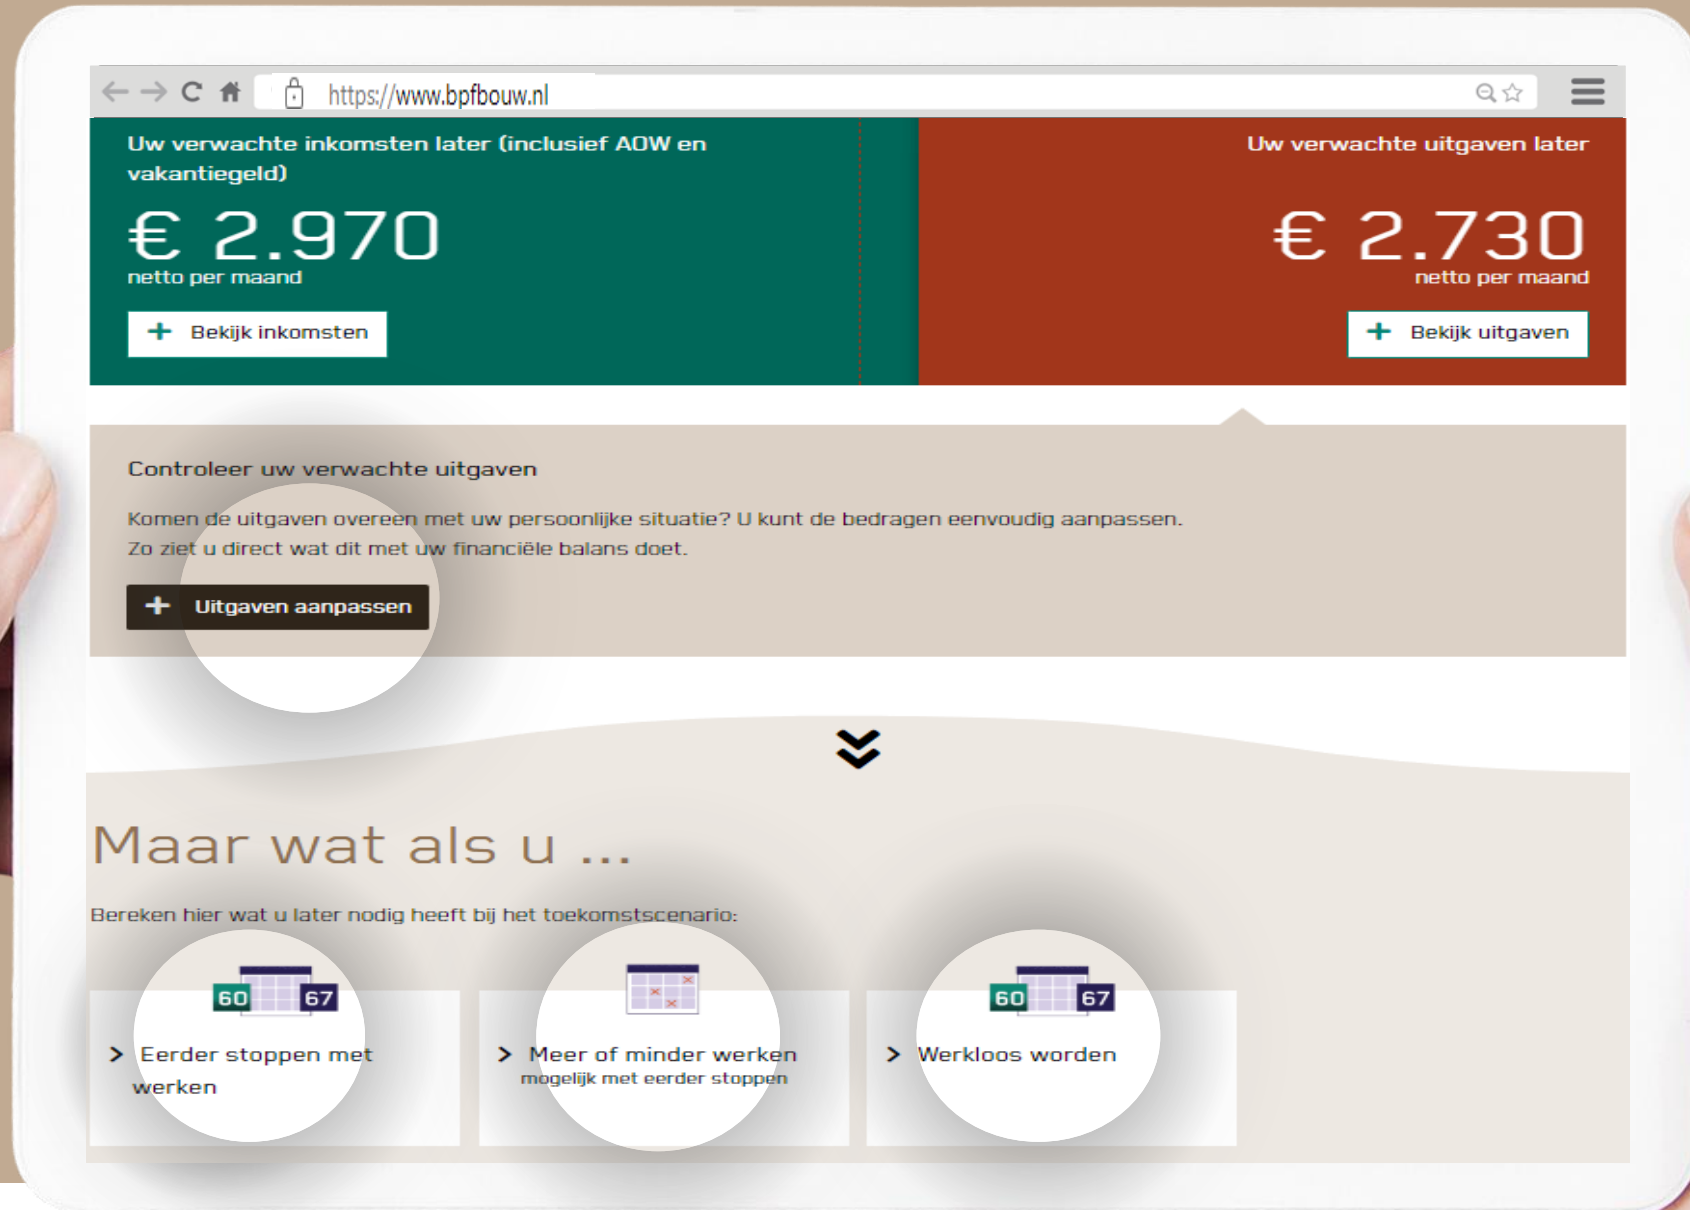 https://www.bpfbouw.nl
Uw verwachte inkomsten later (inclusief AOW en
vakantiegeld)
€ 2.970
netto per maand
+ Bekijk inkomsten
Uw verwachte uitgaven later
€ 2.730
netto per maand
+ Bekijk uitgaven
Controleer uw verwachte uitgaven
Komen de uitgaven overeen met uw persoonlijke situatie? U kunt de bedragen eenvoudig aanpassen.
Zo ziet u direct wat dit met uw financiële balans doet.
+ Uitgaven aanpassen
Maar wat als u ...
Bereken hier wat u later nodig heeft bij het toekomstscenario:
60 67
> Eerder stoppen met
werken
> Meer of minder werken
mogelijk met eerder stoppen
60 67
> Werkloos worden